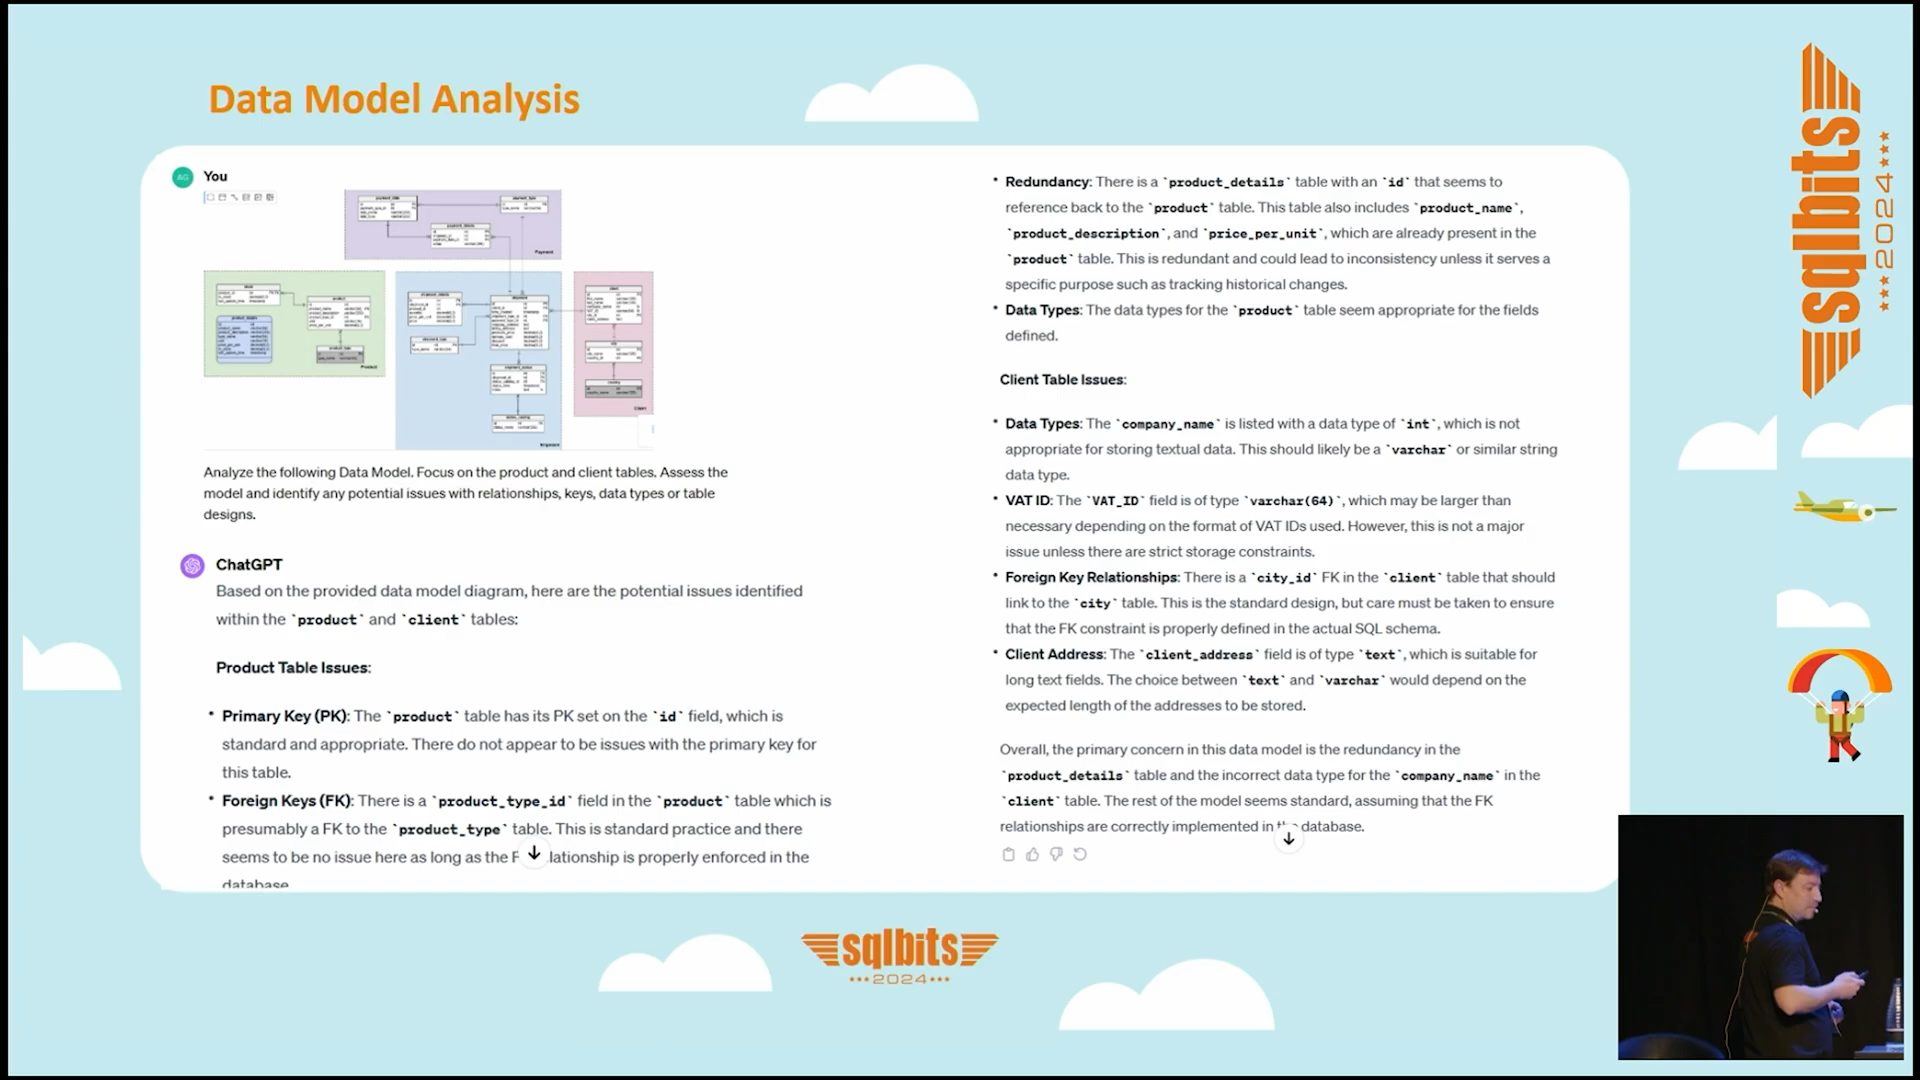 Data Model Analysis
AG
You
Payment
Product
Shipment
Client
Analyze the following Data Model. Focus on the product and client tables. Assess the
model and identify any potential issues with relationships, keys, data types or table
designs.
ChatGPT
Based on the provided data model diagram, here are the potential issues identified
within the `product` and `client` tables:
Product Table Issues:
• Primary Key (PK): The `product` table has its PK set on the `id` field, which is
standard and appropriate. There do not appear to be issues with the primary key for
this table.
• Foreign Keys (FK): There is a `product_type_id` field in the `product` table which is
presumably a FK to the `product_type` table. This is standard practice and there
seems to be no issue here as long as the F lationship is properly enforced in the
database
• Redundancy: There is a `product_details` table with an `id` that seems to
reference back to the `product` table. This table also includes `product_name`,
`product_description`, and `price_per_unit`, which are already present in the
`product` table. This is redundant and could lead to inconsistency unless it serves a
specific purpose such as tracking historical changes.
• Data Types: The data types for the `product` table seem appropriate for the fields
defined.
Client Table Issues:
• Data Types: The `company_name` is listed with a data type of `int`, which is not
appropriate for storing textual data. This should likely be a `varchar` or similar string
data type.
• VAT ID: The `VAT_ID` field is of type `varchar(64)`, which may be larger than
necessary depending on the format of VAT IDs used. However, this is not a major
issue unless there are strict storage constraints.
• Foreign Key Relationships: There is a `city_id` FK in the `client` table that should
link to the `city` table. This is the standard design, but care must be taken to ensure
that the FK constraint is properly defined in the actual SQL schema.
• Client Address: The `client_address` field is of type `text`, which is suitable for
long text fields. The choice between `text` and `varchar` would depend on the
expected length of the addresses to be stored.
Overall, the primary concern in this data model is the redundancy in the
`product_details` table and the incorrect data type for the `company_name` in the
`client` table. The rest of the model seems standard, assuming that the FK
relationships are correctly implemented in database.
sqlbits
2024
sqlbits
2024